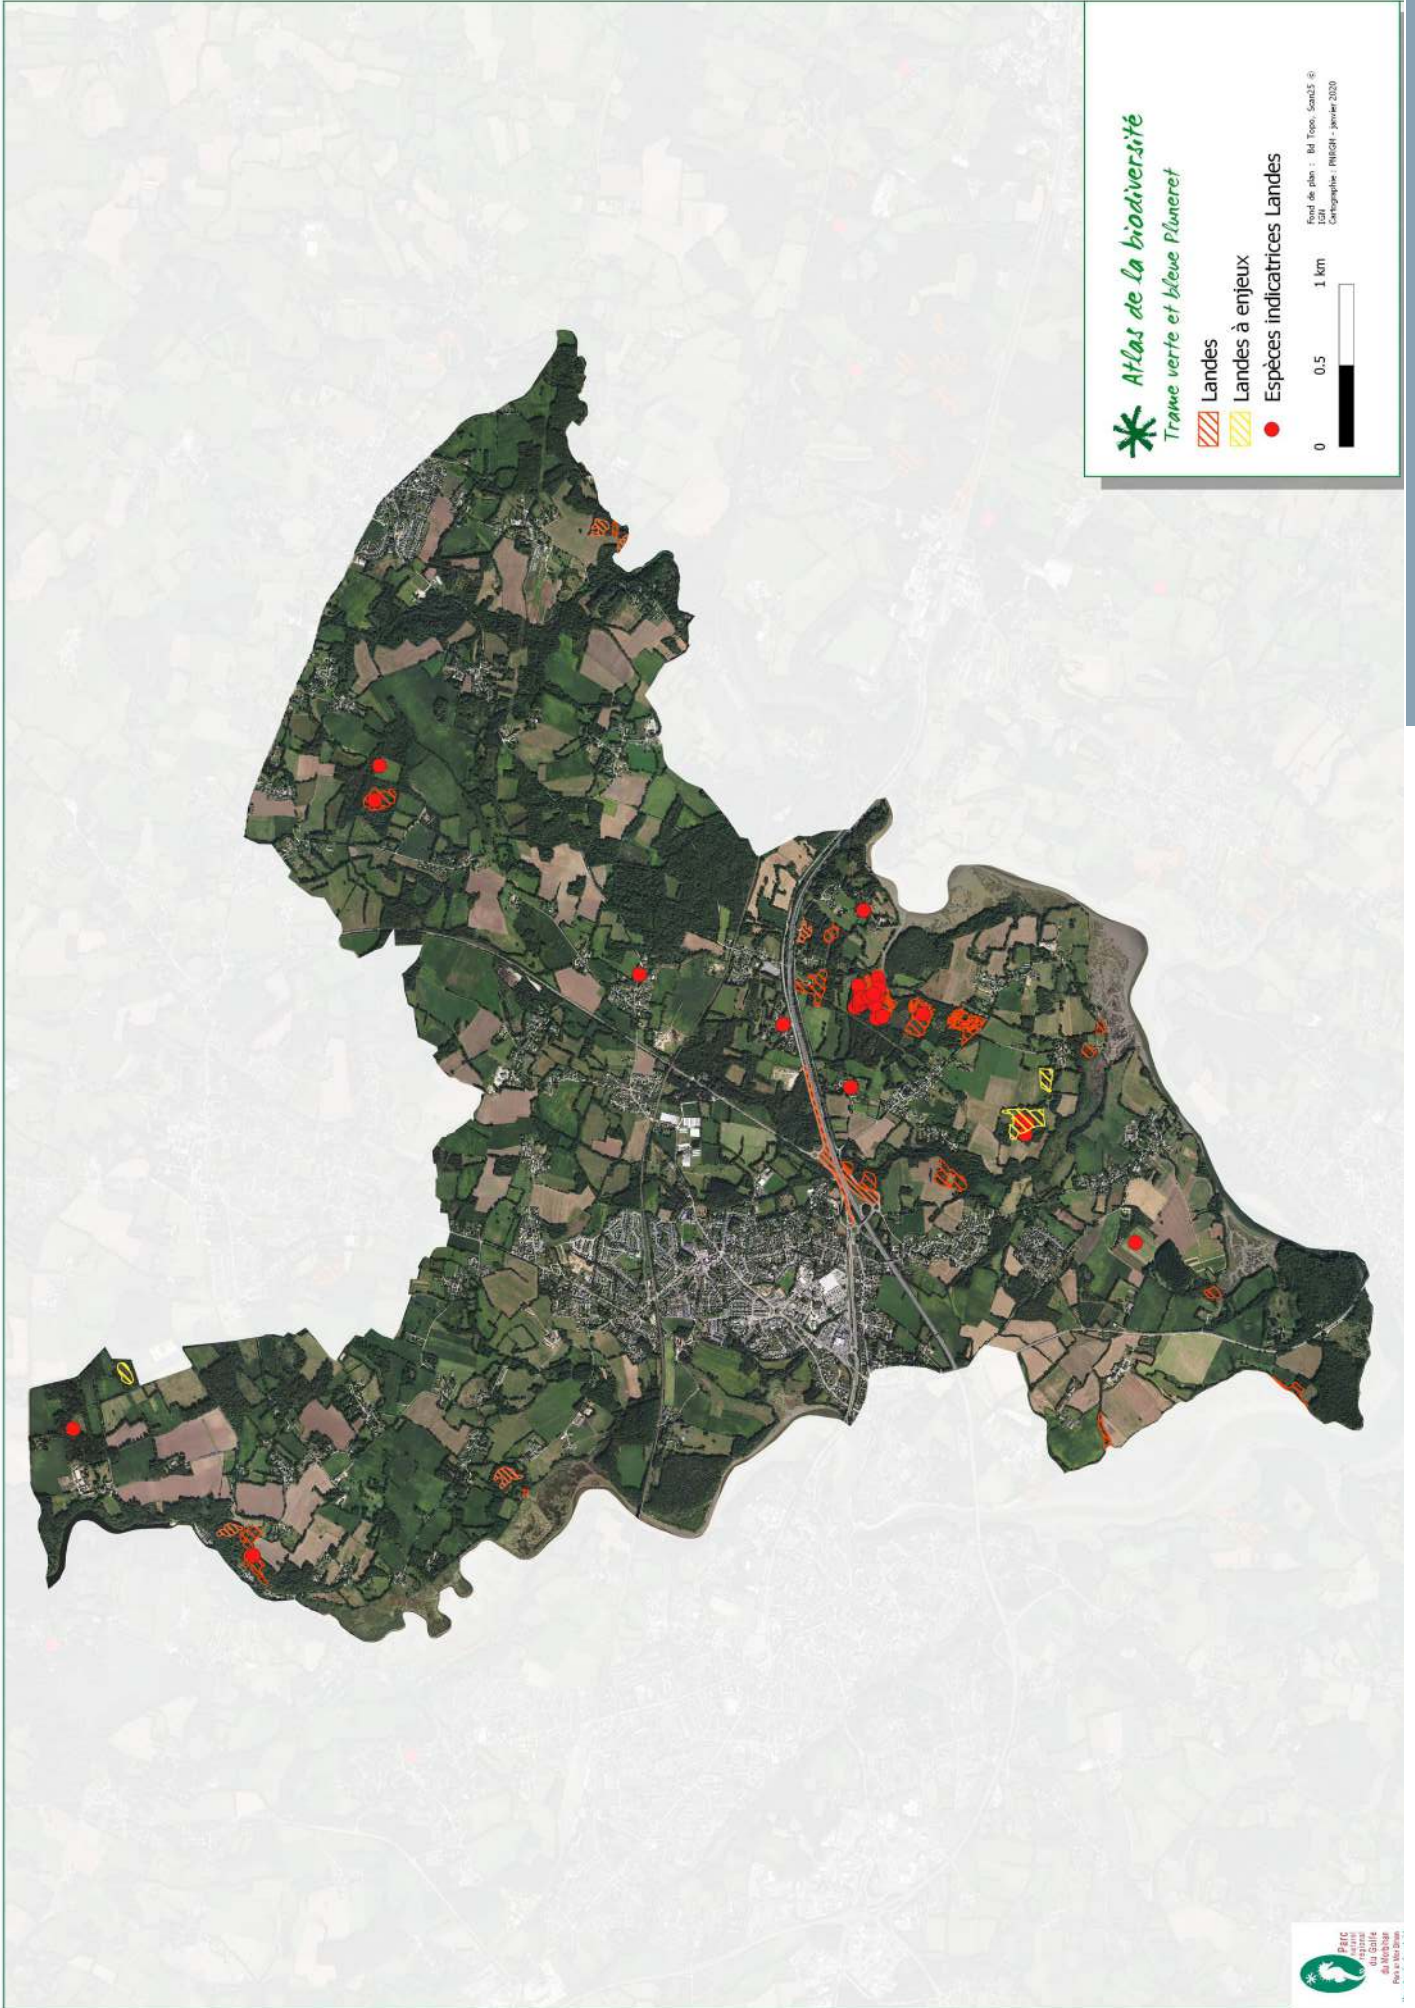 Atlas de la biodiversité
Trame verte et bleue Pluneret
Landes
Landes à enjeux
Espèces indicatrices Landes
0 0.5 1 km
Fond de plan : Bd Topo, Scan25 ©
IGN
Cartographie : PNRGM - janvier 2020
Parc
naturel
régional
du Golfe
du Morbihan